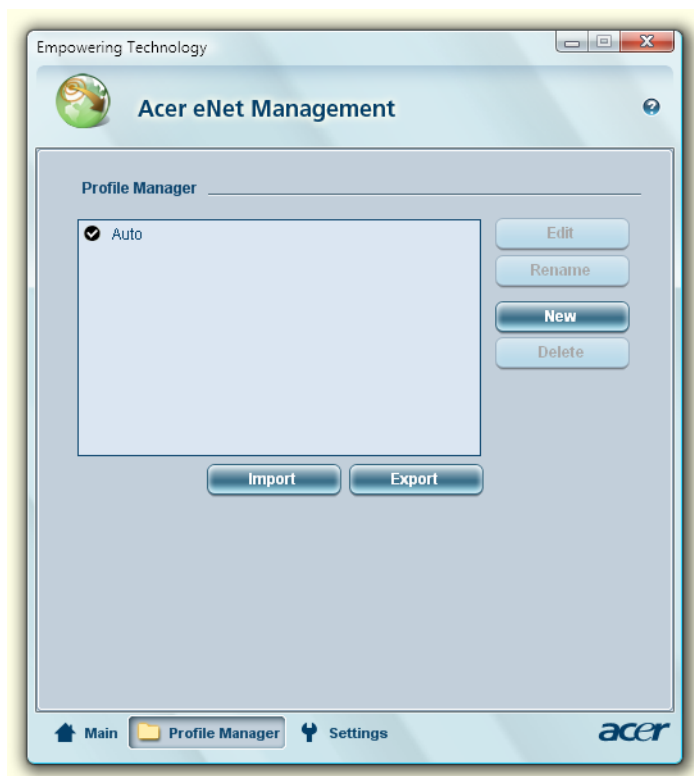 Empowering Technology
Acer eNet Management
Profile Manager
Auto
Edit
Rename
New
Delete
Import Export
Main Profile Manager Settings acer